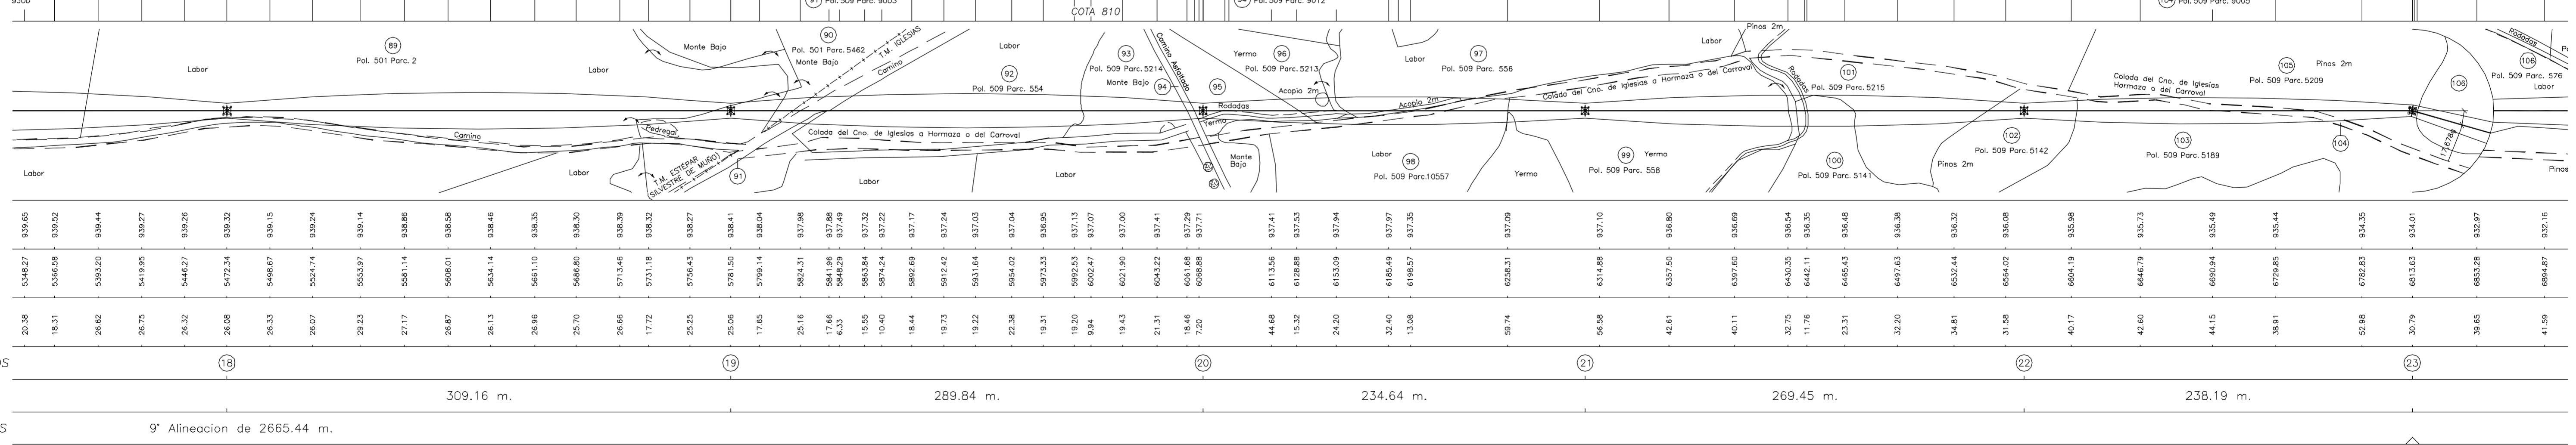 9300
91 Pol. 509 Parc. 9003
COTA 810
94 Pol. 509 Parc. 9012
104 Pol. 509 Parc. 9005
89
Pol. 501 Parc. 2
Labor
Labor
Monte Bajo
90
Pol. 501 Parc. 5462
Monte Bajo
T.M. IGLESIAS
Camino
Labor
92
Pol. 509 Parc. 554
93
Pol. 509 Parc. 5214
Monte Bajo
94
Camino Asfaltado
95
Yermo
96
Pol. 509 Parc. 5213
Acopio 2m
Labor
97
Pol. 509 Parc. 556
Labor
Pinos 2m
Rodadas
101
Pol. 509 Parc. 5215
105
Pol. 509 Parc. 5209
Pinos 2m
Rodadas
106
106
Pol. 509 Parc. 576
Labor
Rodadas
Yermo
Acopio 2m
Colada del Cno. de Iglesias a Hormaza o del Carroval
Colada del Cno. de Iglesias
Hormaza o del Carroval
Camino
Pedregal
Colada del Cno. de Iglesias a Hormaza o del Carroval
Labor
Labor
T.M. ESTEPAR
SILVESTRE DE MUÑO)
91
Labor
Labor
Monte
Bajo
Labor
98
Pol. 509 Parc.10557
Yermo
99
Pol. 509 Parc. 558
Yermo
100
Pol. 509 Parc. 5141
Pinos 2m
102
Pol. 509 Parc. 5142
103
Pol. 509 Parc. 5189
104
Pinos
939.65 939.52 939.44 939.27 939.26 939.32 939.15 939.24 939.14 938.86 938.58 938.46 938.35 938.30 938.39 938.32 938.27 938.41 938.04 937.98 937.88 937.49 937.32 937.22 937.17 937.24 937.03 937.04 936.95 937.13 937.07 937.00 937.41 937.29 937.71 937.41 937.53 937.94 937.97 937.35 937.09 937.10 936.80 936.69 936.54 936.35 936.48 936.38 936.32 936.08 935.98 935.73 935.49 935.44 934.35 934.01 932.97 932.16
5348.27 5366.58 5393.20 5419.95 5446.27 5472.34 5498.67 5524.74 5553.97 5581.14 5608.01 5634.14 5661.10 5686.80 5713.46 5731.18 5756.43 5781.50 5799.14 5824.31 5841.96 5848.29 5863.84 5874.24 5892.69 5912.42 5931.64 5954.02 5973.33 5992.53 6002.47 6021.90 6043.22 6061.68 6068.88 6113.56 6128.88 6153.09 6185.49 6198.57 6258.31 6314.88 6357.50 6397.60 6430.35 6442.11 6465.43 6497.63 6532.44 6564.02 6604.19 6646.79 6690.94 6729.85 6782.83 6813.63 6853.28 6894.87
20.38 18.31 26.62 26.75 26.32 26.08 26.33 26.07 29.23 27.17 26.87 26.13 26.96 25.70 26.66 17.72 25.25 25.06 17.65 25.16 17.66 6.33 15.55 10.40 18.44 19.73 19.22 22.38 19.31 19.20 9.94 19.43 21.31 18.46 7.20 44.68 15.32 24.20 32.40 13.08 59.74 56.58 42.61 40.11 32.75 11.76 23.31 32.20 34.81 31.58 40.17 42.60 44.15 38.91 52.98 30.79 39.65 41.59
OS 18 19 20 21 22 23
309.16 m. 289.84 m. 234.64 m. 269.45 m. 238.19 m.
S 9ª Alineacion de 2665.44 m.